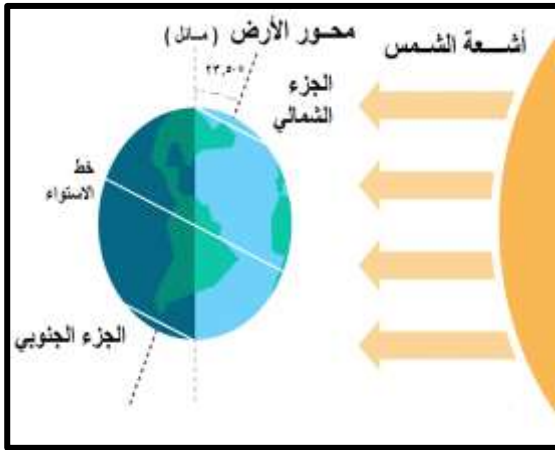 أشعة الشمس
محور الأرض ( مائل )
٢٣,٥٠°
الجزء
الشمالي
خط
الاستواء
الجزء الجنوبي